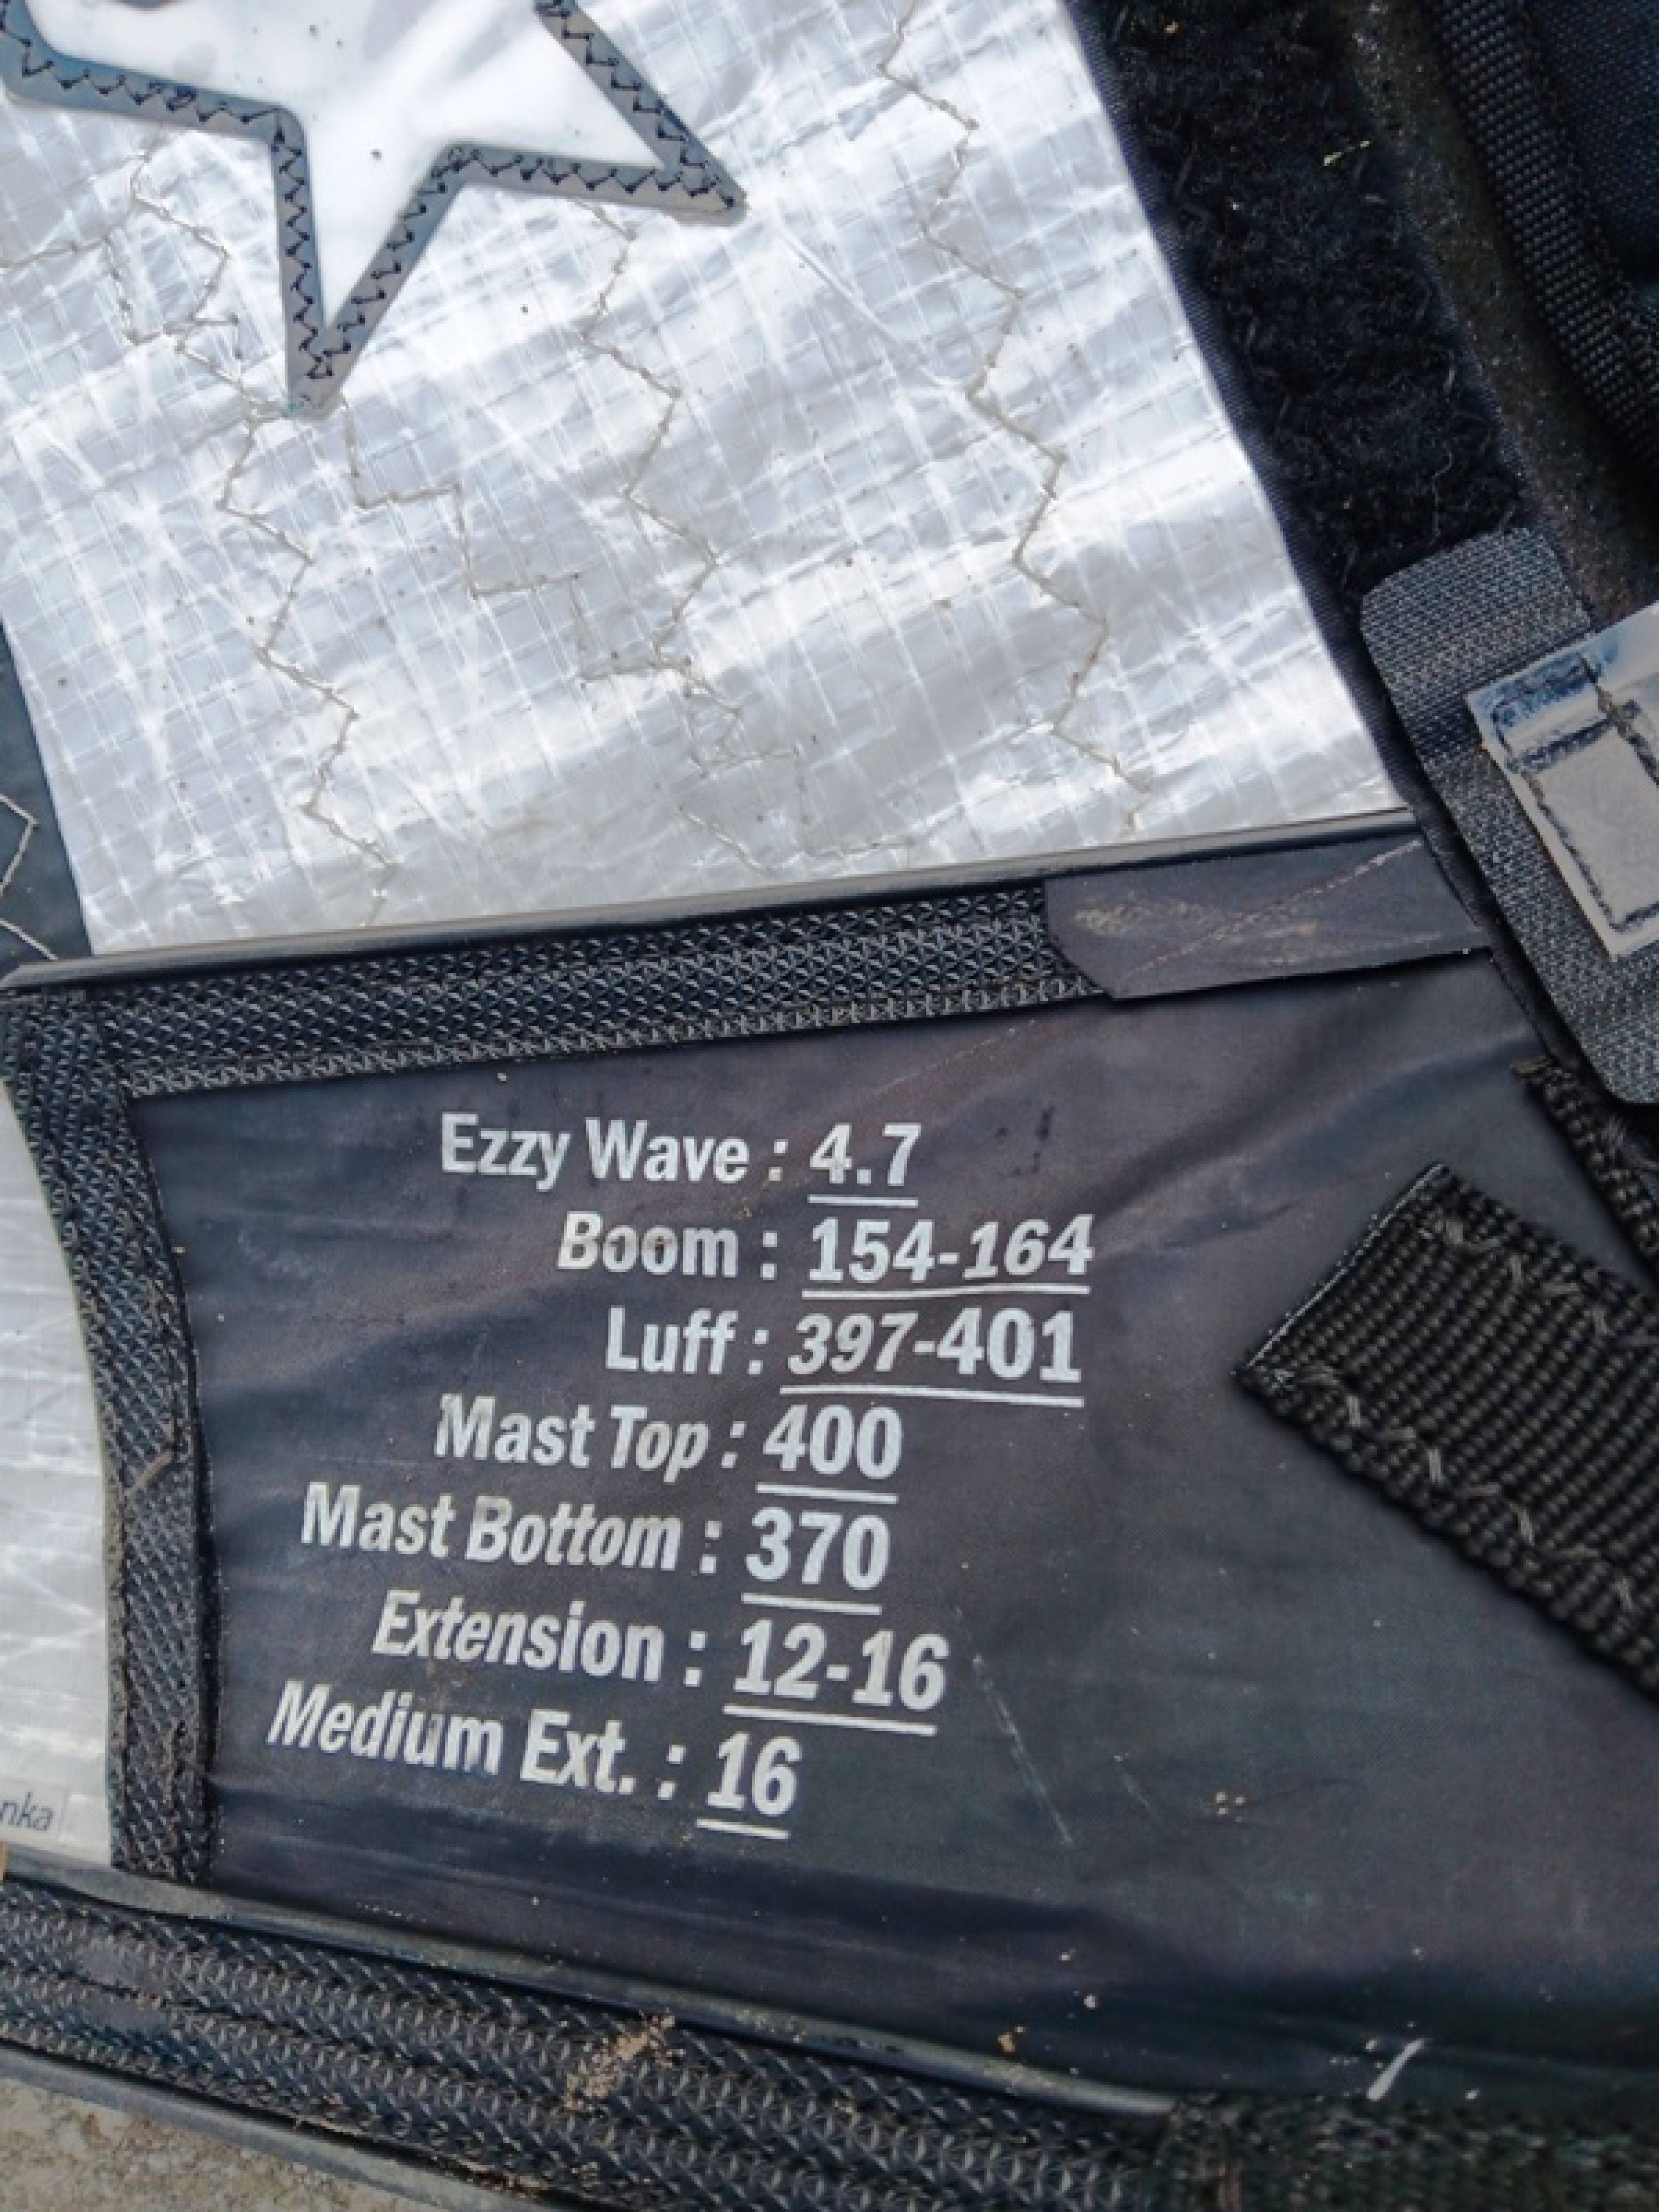 Ezzy Wave : 4.7
Boom : 154-164
Luff : 397-401
Mast Top : 400
Mast Bottom : 370
Extension : 12-16
Medium Ext. : 16
nka